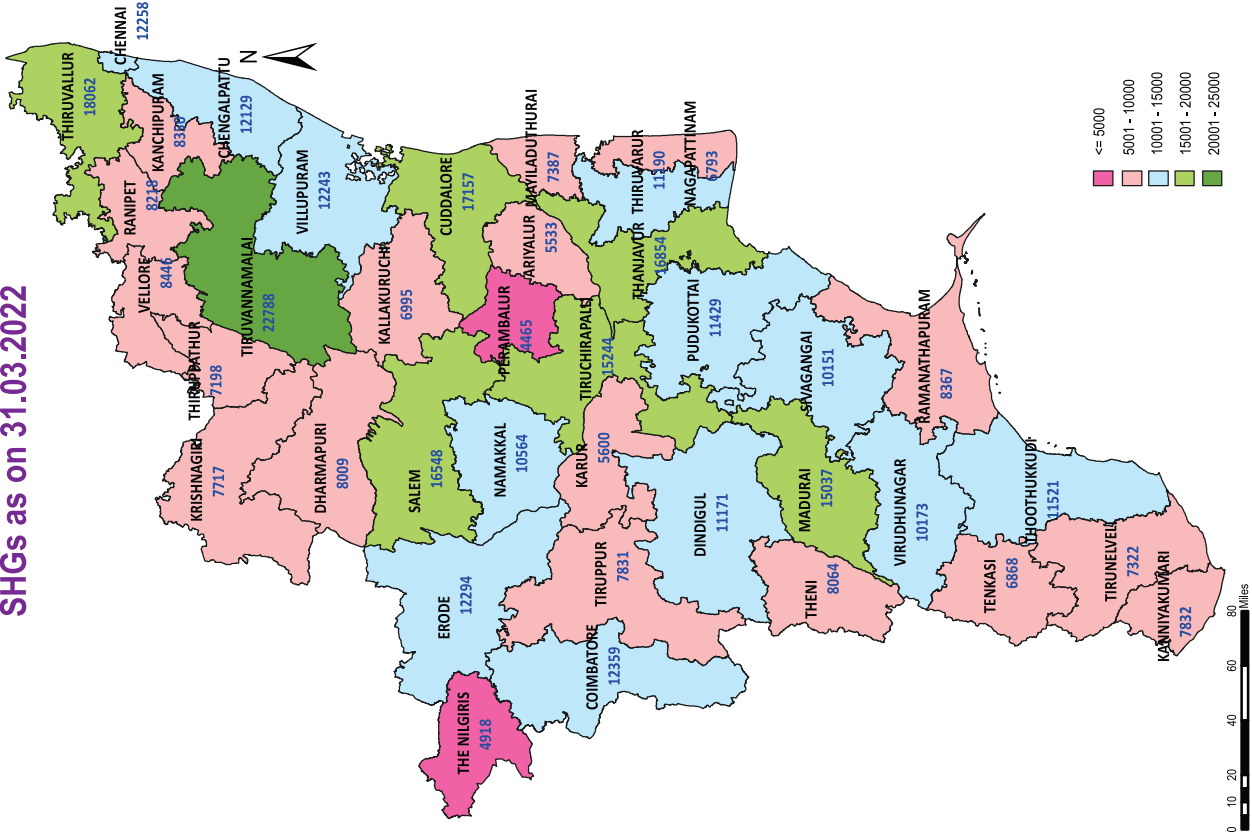 SHGs as on 31.03.2022
THIRUVALLUR
18062
CHENNAI
12258
KANCHIPURAM
CHENGALPATTU
12129
N
RANIPET
8218
VELLORE
8446
TIRUVANNAMALAI
22788
VILLUPURAM
12243
THIRUPPATHUR
7198
KRISHNAGIRI
7717
DHARMAPURI
8009
KALLAKURUCHI
6995
CUDDALORE
17157
SALEM
16548
NAMAKKAL
10564
PERAMBALUR
4465
ARIYALUR
5533
MAYILADUTHURAI
7387
THIRUVARUR
11190
NAGAPATTINAM
6793
THANJAVUR
16854
TIRUCHIRAPALLI
15244
KARUR
5600
ERODE
12294
THE NILGIRIS
4918
COIMBATORE
12359
TIRUPPUR
7831
DINDIGUL
11171
PUDUKOTTAI
11429
SIVAGANGAI
10151
MADURAI
15037
THENI
8064
VIRUDHUNAGAR
10173
RAMANATHAPURAM
8367
THOOTHUKKUDI
11521
TENKASI
6868
TIRUNELVELI
7322
KANNIYAKUMARI
7832
<= 5000
5001 - 10000
10001 - 15000
15001 - 20000
20001 - 25000
0 10 20 40 60 80
Miles